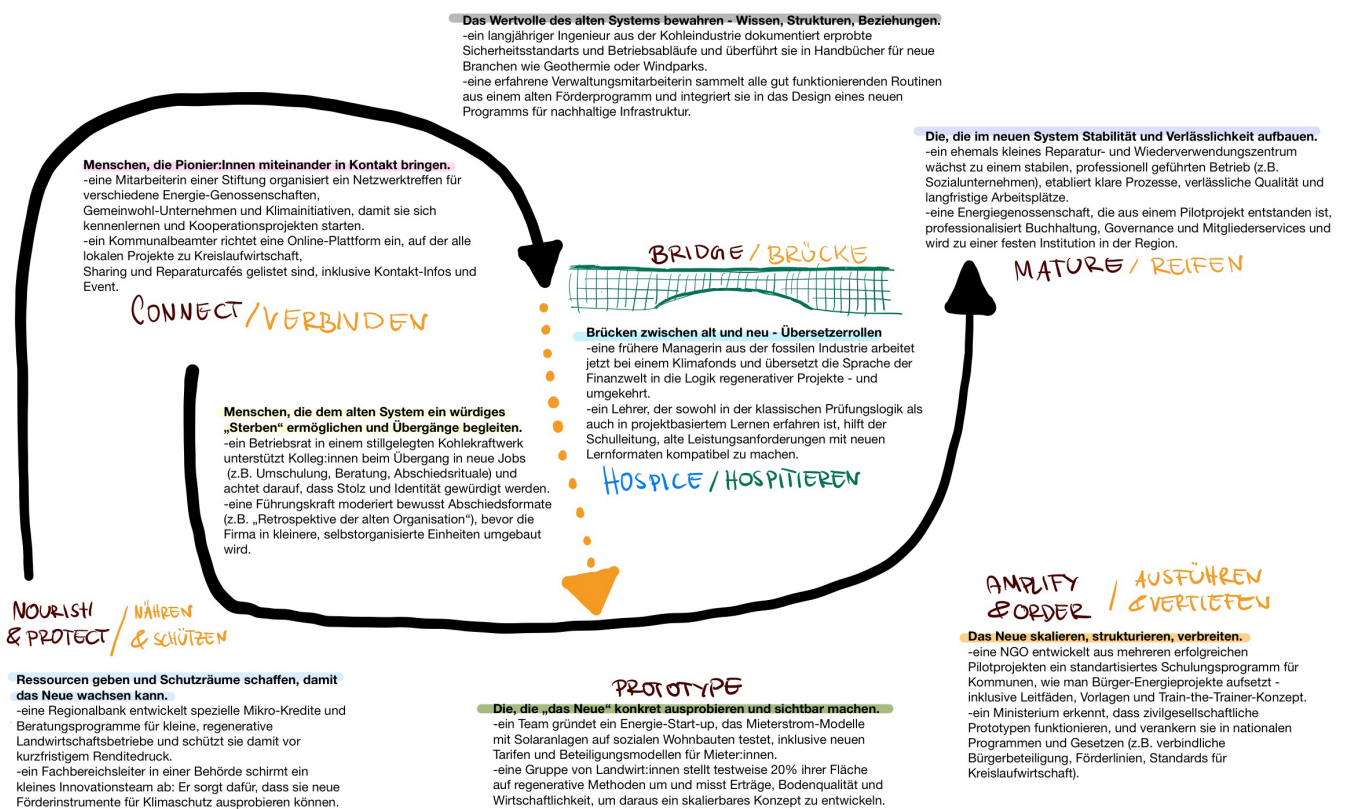 Das Wertvolle des alten Systems bewahren - Wissen, Strukturen, Beziehungen.
-ein langjähriger Ingenieur aus der Kohleindustrie dokumentiert erprobte
Sicherheitsstandarts und Betriebsabläufe und überführt sie in Handbücher für neue
Branchen wie Geothermie oder Windparks.
-eine erfahrene Verwaltungsmitarbeiterin sammelt alle gut funktionierenden Routinen
aus einem alten Förderprogramm und integriert sie in das Design eines neuen
Programms für nachhaltige Infrastruktur.
Menschen, die Pionier:Innen miteinander in Kontakt bringen.
-eine Mitarbeiterin einer Stiftung organisiert ein Netzwerktreffen für
verschiedene Energie-Genossenschaften,
Gemeinwohl-Unternehmen und Klimainitiativen, damit sie sich
kennenlernen und Kooperationsprojekten starten.
-ein Kommunalbeamter richtet eine Online-Plattform ein, auf der alle
lokalen Projekte zu Kreislaufwirtschaft,
Sharing und Reparaturcafés gelistet sind, inklusive Kontakt-Infos und
Event.
CONNECT/VERBINDEN
Die, die im neuen System Stabilität und Verlässlichkeit aufbauen.
-ein ehemals kleines Reparatur- und Wiederverwendungszentrum
wächst zu einem stabilen, professionell geführten Betrieb (z.B.
Sozialunternehmen), etabliert klare Prozesse, verlässliche Qualität und
langfristige Arbeitsplätze.
-eine Energiegenossenschaft, die aus einem Pilotprojekt entstanden ist,
professionalisiert Buchhaltung, Governance und Mitgliederservices und
wird zu einer festen Institution in der Region.
MATURE / REIFEN
BRIDGE / BRÜCKE
Brücken zwischen alt und neu - Übersetzerrollen
-eine frühere Managerin aus der fossilen Industrie arbeitet
jetzt bei einem Klimafonds und übersetzt die Sprache der
Finanzwelt in die Logik regenerativer Projekte - und
umgekehrt.
-ein Lehrer, der sowohl in der klassischen Prüfungslogik als
auch in projektbasiertem Lernen erfahren ist, hilft der
Schulleitung, alte Leistungsanforderungen mit neuen
Lernformaten kompatibel zu machen.
HOSPICE / HOSPITIEREN
Menschen, die dem alten System ein würdiges
„Sterben“ ermöglichen und Übergänge begleiten.
-ein Betriebsrat in einem stillgelegten Kohlekraftwerk
unterstützt Kolleg:innen beim Übergang in neue Jobs
(z.B. Umschulung, Beratung, Abschiedsrituale) und
achtet darauf, dass Stolz und Identität gewürdigt werden.
-eine Führungskraft moderiert bewusst Abschiedsformate
(z.B. „Retrospektive der alten Organisation“), bevor die
Firma in kleinere, selbstorganisierte Einheiten umgebaut
wird.
NOURISH / NÄHREN
& PROTECT / & SCHÜTZEN
Ressourcen geben und Schutzräume schaffen, damit
das Neue wachsen kann.
-eine Regionalbank entwickelt spezielle Mikro-Kredite und
Beratungsprogramme für kleine, regenerative
Landwirtschaftsbetriebe und schützt sie damit vor
kurzfristigem Renditedruck.
-ein Fachbereichsleiter in einer Behörde schirmt ein
kleines Innovationsteam ab: Er sorgt dafür, dass sie neue
Förderinstrumente für Klimaschutz ausprobieren können.
PROTOTYPE
Die, die „das Neue“ konkret ausprobieren und sichtbar machen.
-ein Team gründet ein Energie-Start-up, das Mieterstrom-Modelle
mit Solaranlagen auf sozialen Wohnbauten testet, inklusive neuen
Tarifen und Beteiligungsmodellen für Mieter:innen.
-eine Gruppe von Landwirt:innen stellt testweise 20% ihrer Fläche
auf regenerative Methoden um und misst Erträge, Bodenqualität und
Wirtschaftlichkeit, um daraus ein skalierbares Konzept zu entwickeln.
AMPLIFY / AUSFÜHREN
& ORDER / & VERTIEFEN
Das Neue skalieren, strukturieren, verbreiten.
-eine NGO entwickelt aus mehreren erfolgreichen
Pilotprojekten ein standartisiertes Schulungsprogramm für
Kommunen, wie man Bürger-Energieprojekte aufsetzt -
inklusive Leitfäden, Vorlagen und Train-the-Trainer-Konzept.
-ein Ministerium erkennt, dass zivilgesellschaftliche
Prototypen funktionieren, und verankern sie in nationalen
Programmen und Gesetzen (z.B. verbindliche
Bürgerbeteiligung, Förderlinien, Standards für
Kreislaufwirtschaft).